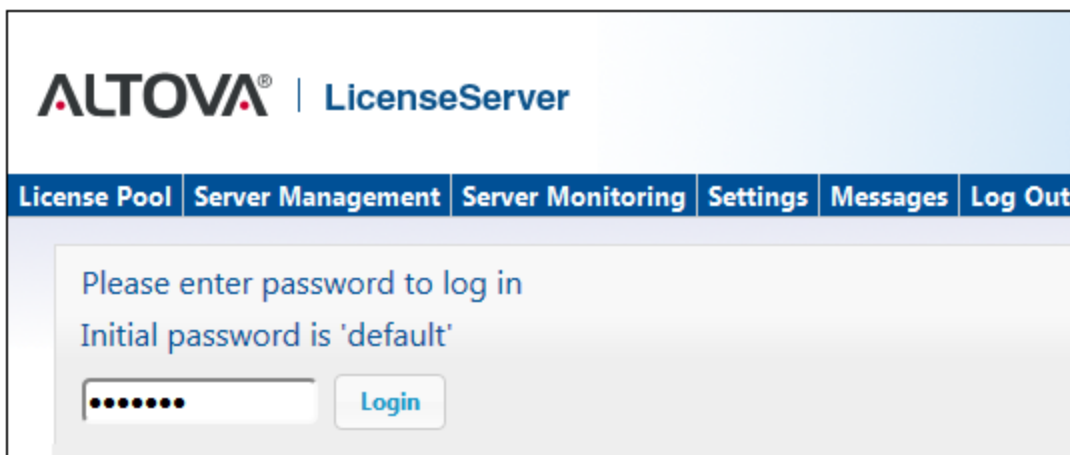 ALTOVA® | LicenseServer
License Pool Server Management Server Monitoring Settings Messages Log Out
Please enter password to log in
Initial password is 'default'
••••••• Login